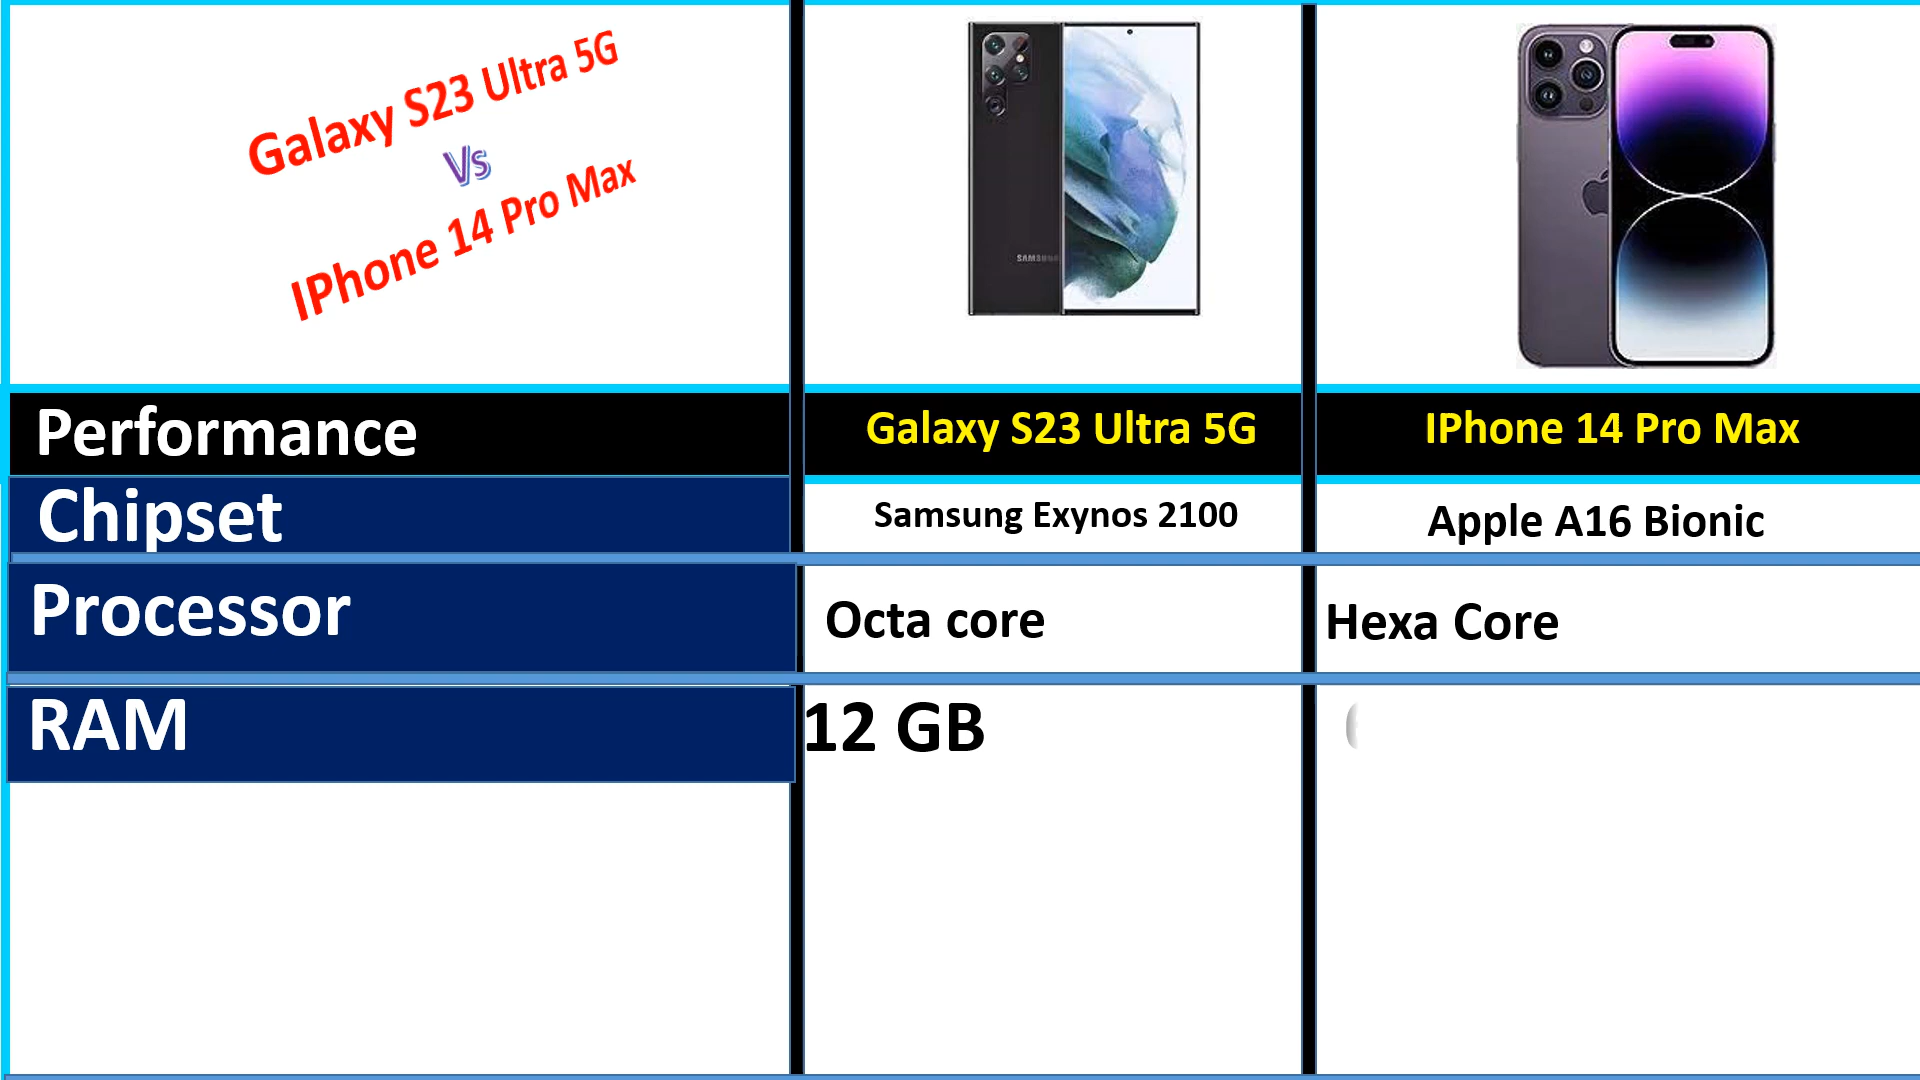 Galaxy S23 Ultra 5G
Vs
IPhone 14 Pro Max
SAMSUNG
Performance
Galaxy S23 Ultra 5G
IPhone 14 Pro Max
Chipset
Samsung Exynos 2100
Apple A16 Bionic
Processor
Octa core
Hexa Core
RAM
12 GB